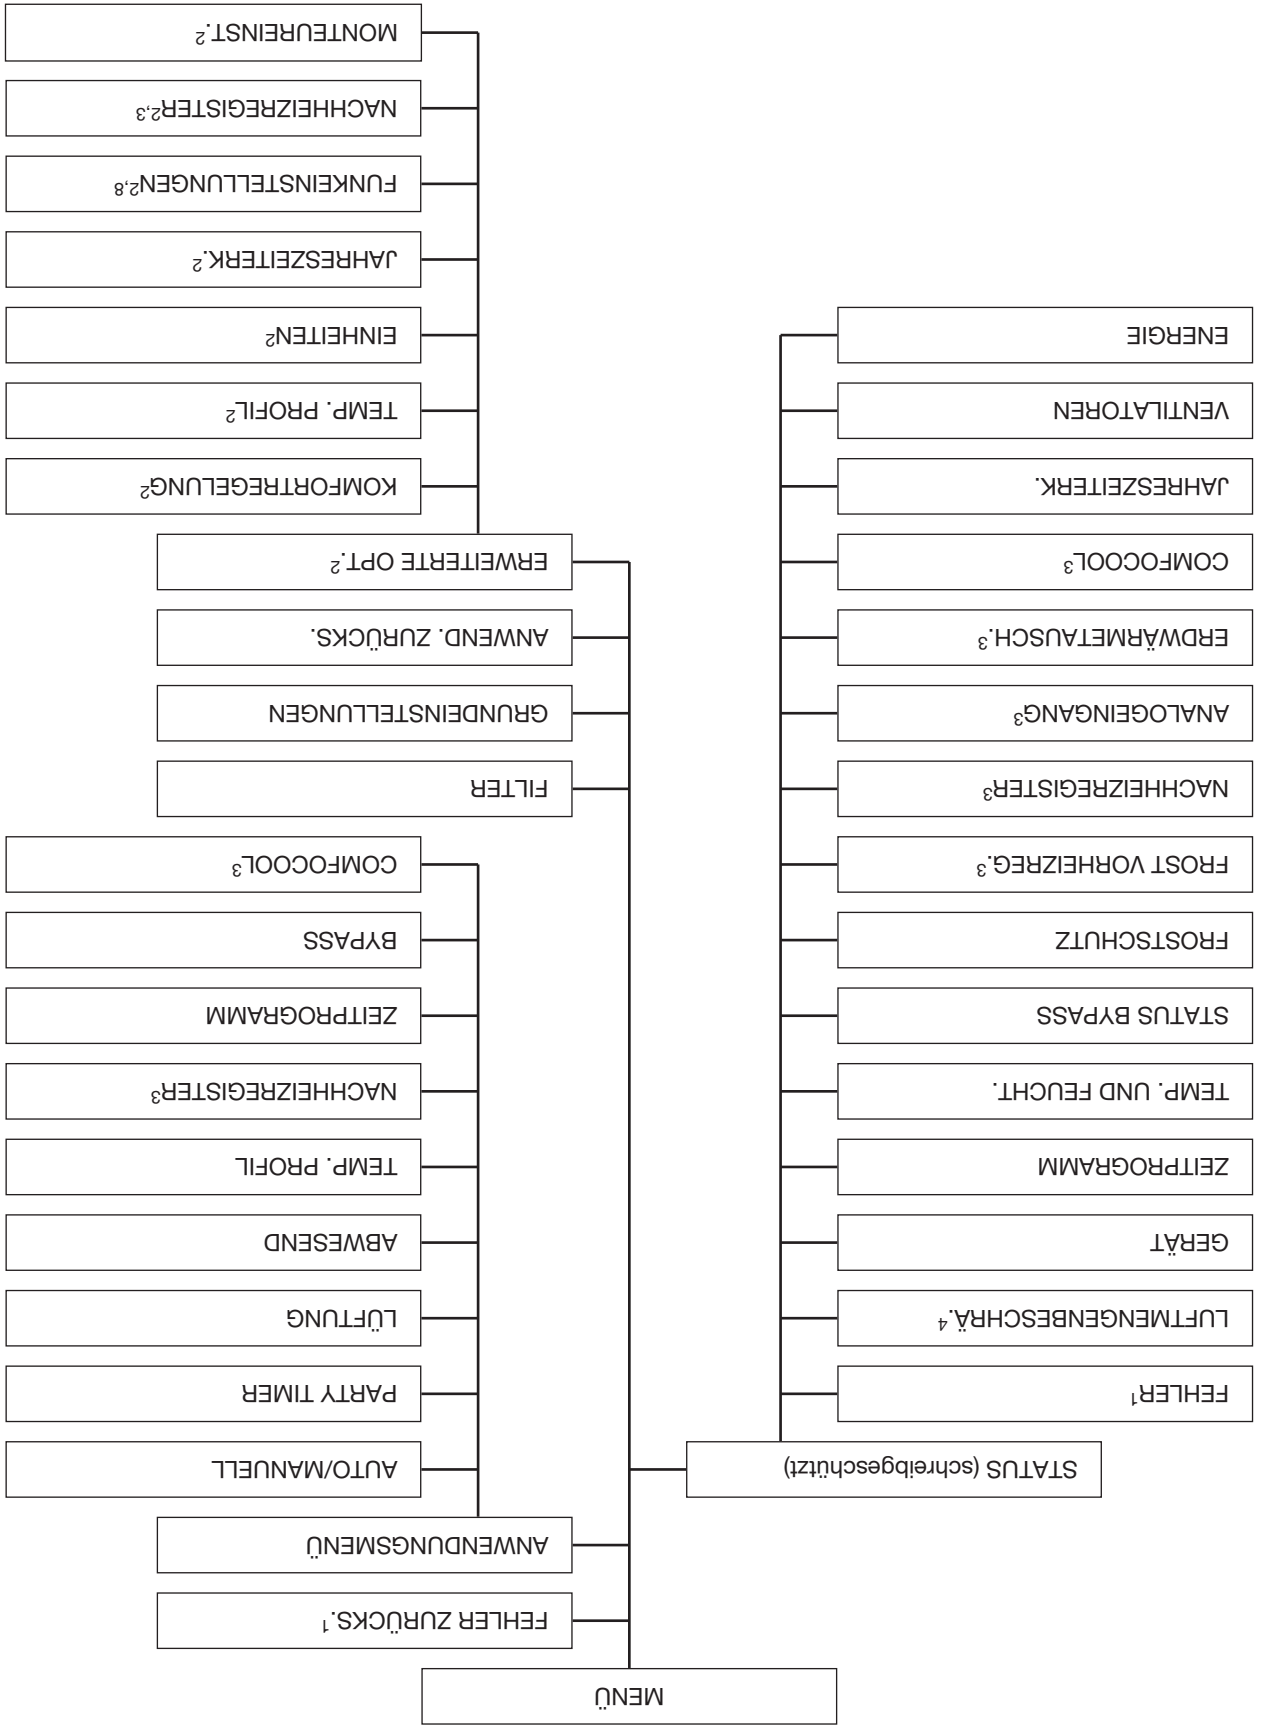 MENÜ
FEHLER ZURÜCKS.¹
ANWENDUNGSMENÜ
AUTO/MANUELL
PARTY TIMER
LÜFTUNG
ABWESEND
TEMP. PROFIL
NACHHEIZREGISTER³
ZEITPROGRAMM
BYPASS
COMFOCOOL³
FILTER
GRUNDEINSTELLUNGEN
ANWEND. ZURÜCKS.
ERWEITERTE OPT.²
KOMFORTREGELUNG²
TEMP. PROFIL²
EINHEITEN²
JAHRESZEITERK.²
FUNKEINSTELLUNGEN²,⁸
NACHHEIZREGISTER²,³
MONTEUREINST.²
STATUS (schreibgeschützt)
FEHLER¹
LUFTMENGENBESCHRÄ.⁴
GERÄT
ZEITPROGRAMM
TEMP. UND FEUCHT.
STATUS BYPASS
FROSTSCHUTZ
FROST VORHEIZREG.³
NACHHEIZREGISTER³
ANALOGEINGANG³
ERDWÄRMETAUSCH.³
COMFOCOOL³
JAHRESZEITERK.
VENTILATOREN
ENERGIE